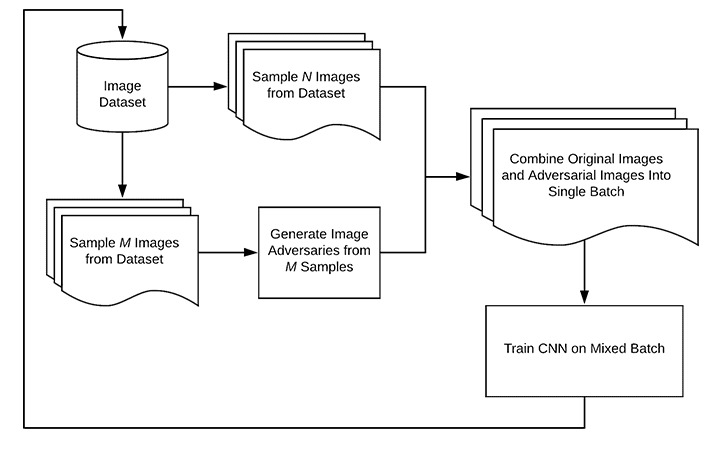 Image
Dataset
Sample N Images
from Dataset
Combine Original Images
and Adversarial Images Into
Single Batch
Sample M Images
from Dataset
Generate Image
Adversaries from
M Samples
Train CNN on Mixed Batch